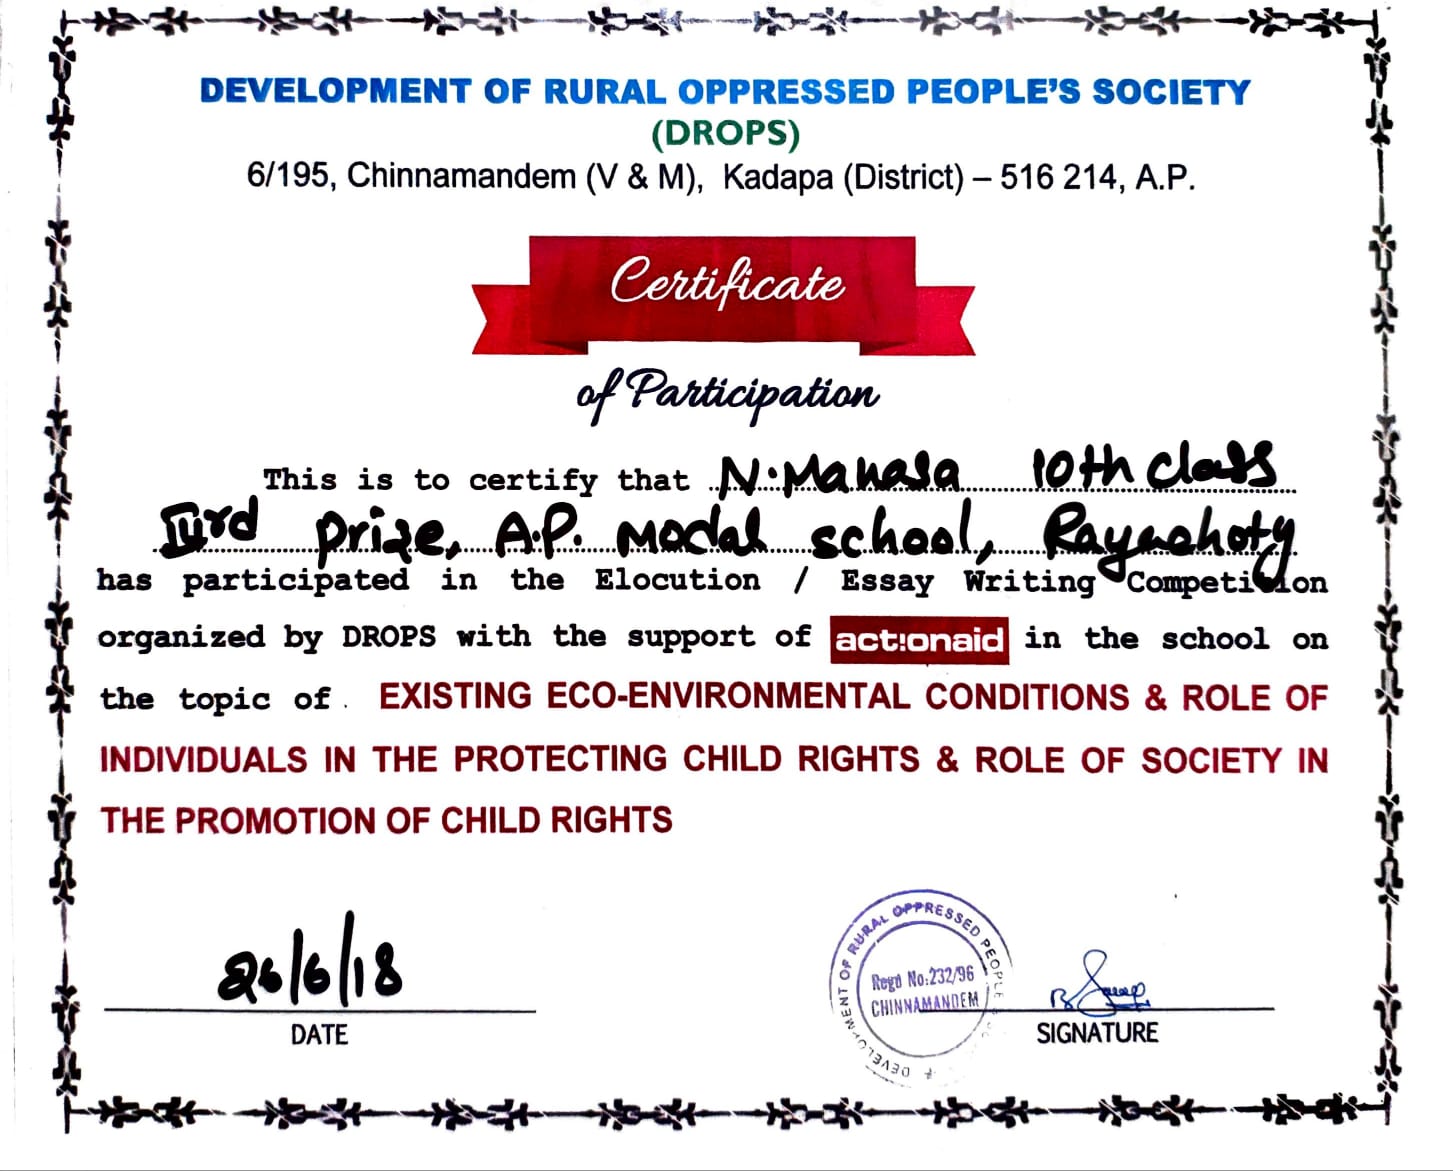 DEVELOPMENT OF RURAL OPPRESSED PEOPLE'S SOCIETY
(DROPS)
6/195, Chinnamandem (V & M), Kadapa (District) – 516 214, A.P.
Certificate
of Participation
This is to certify that N. Manasa 10th class
IIIrd prize, A.P. modal school, Rayachoty
has participated in the Elocution / Essay Writing Competition
organized by DROPS with the support of act:onaid in the school on
the topic of . EXISTING ECO-ENVIRONMENTAL CONDITIONS & ROLE OF
INDIVIDUALS IN THE PROTECTING CHILD RIGHTS & ROLE OF SOCIETY IN
THE PROMOTION OF CHILD RIGHTS
26/6/18
DATE
DEVELOPMENT OF RURAL OPPRESSED PEOPLE
Regd No:232/96
CHINNAMANDEM
SIGNATURE